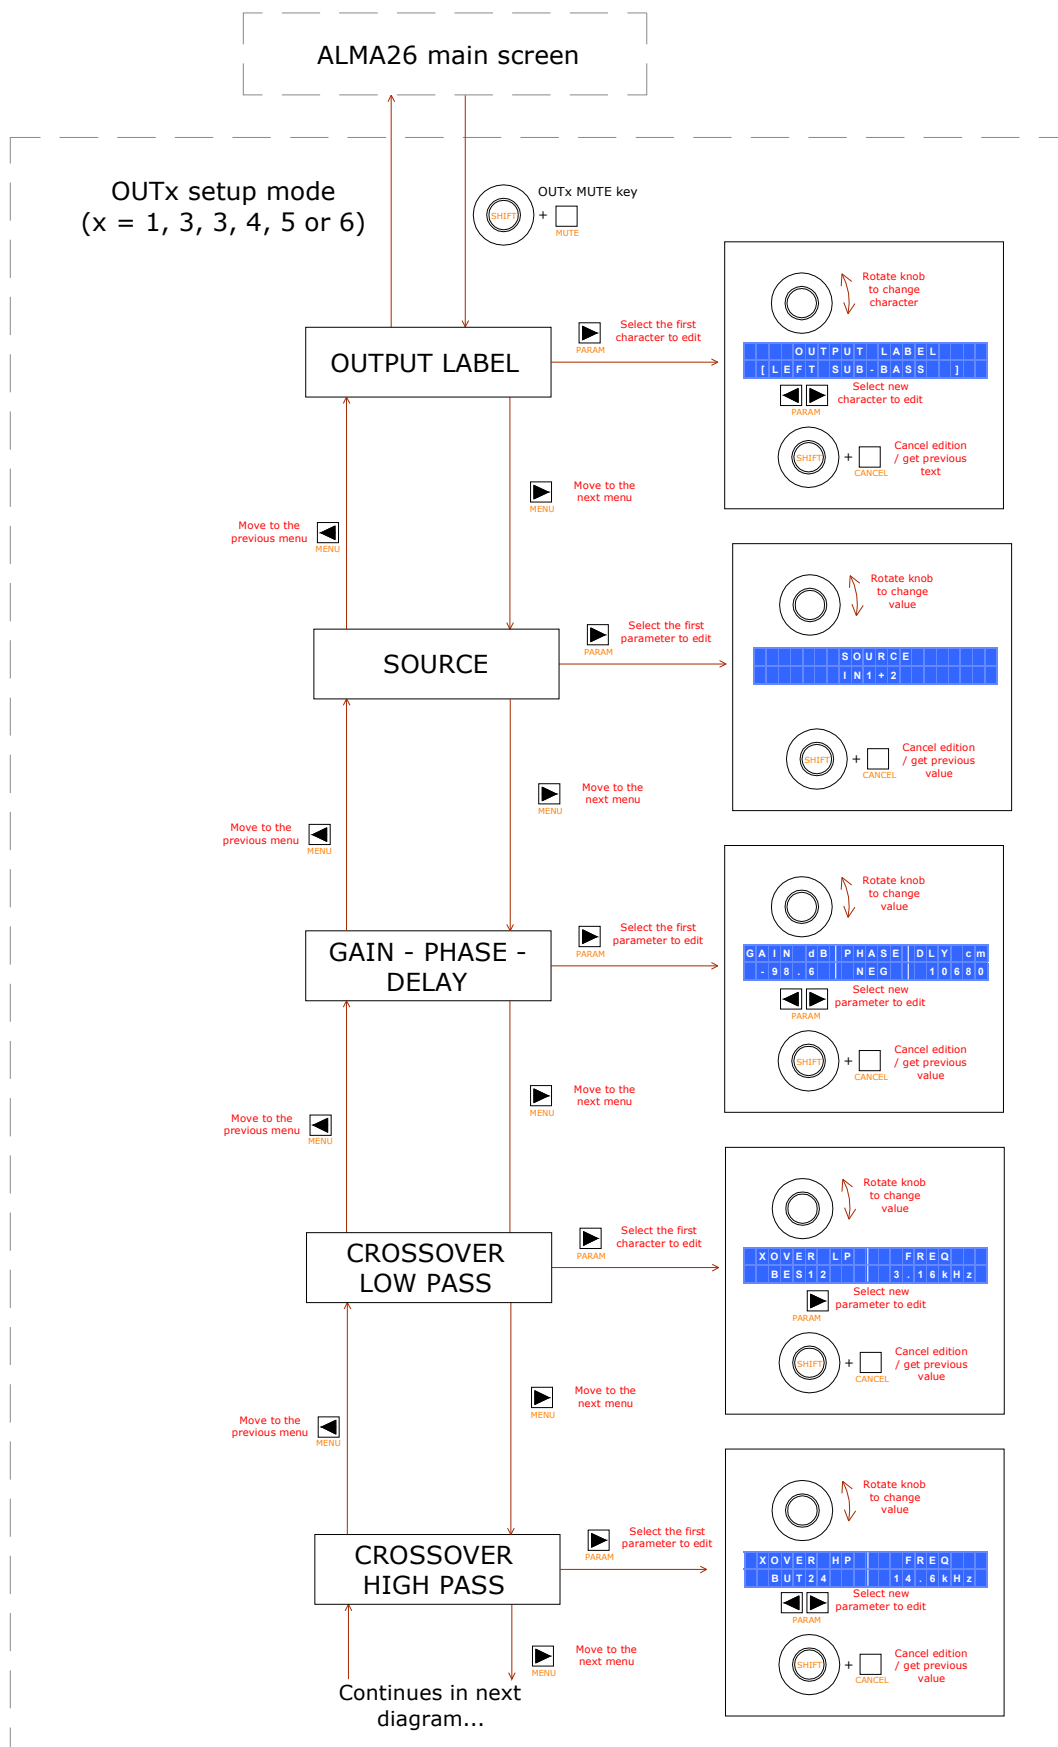 ALMA26 main screen
OUTx setup mode
(x = 1, 3, 3, 4, 5 or 6)
SHIFT
+
OUTx MUTE key
MUTE
OUTPUT LABEL
PARAM
Select the first
character to edit
Rotate knob
to change
character
OUTPUT LABEL
[LEFT SUB-BASS ]
PARAM
Select new
character to edit
SHIFT
+
CANCEL
Cancel edition
/ get previous
text
Move to the
previous menu
MENU
MENU
Move to the
next menu
SOURCE
PARAM
Select the first
parameter to edit
Rotate knob
to change
value
SOURCE
IN1+2
SHIFT
+
CANCEL
Cancel edition
/ get previous
value
Move to the
previous menu
MENU
MENU
Move to the
next menu
GAIN - PHASE -
DELAY
PARAM
Select the first
parameter to edit
Rotate knob
to change
value
GAIN dB PHASE DLY cm
-98.6 NEG 10680
PARAM
Select new
parameter to edit
SHIFT
+
CANCEL
Cancel edition
/ get previous
value
Move to the
previous menu
MENU
MENU
Move to the
next menu
CROSSOVER
LOW PASS
PARAM
Select the first
character to edit
Rotate knob
to change
value
XOVER LP FREQ
BES12 3.16kHz
PARAM
Select new
parameter to edit
SHIFT
+
CANCEL
Cancel edition
/ get previous
value
Move to the
previous menu
MENU
MENU
Move to the
next menu
CROSSOVER
HIGH PASS
PARAM
Select the first
parameter to edit
Rotate knob
to change
value
XOVER HP FREQ
BUT24 14.6kHz
PARAM
Select new
parameter to edit
SHIFT
+
CANCEL
Cancel edition
/ get previous
value
MENU
Move to the
next menu
Continues in next
diagram...